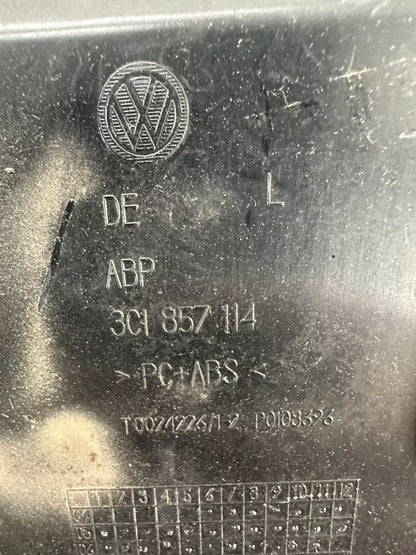 DE L
ABP
3C1 857 114
> PC+ABS <
T0024226/1-2 P0108696
1 2 3 4 5 6 7 8 9 10 11 12